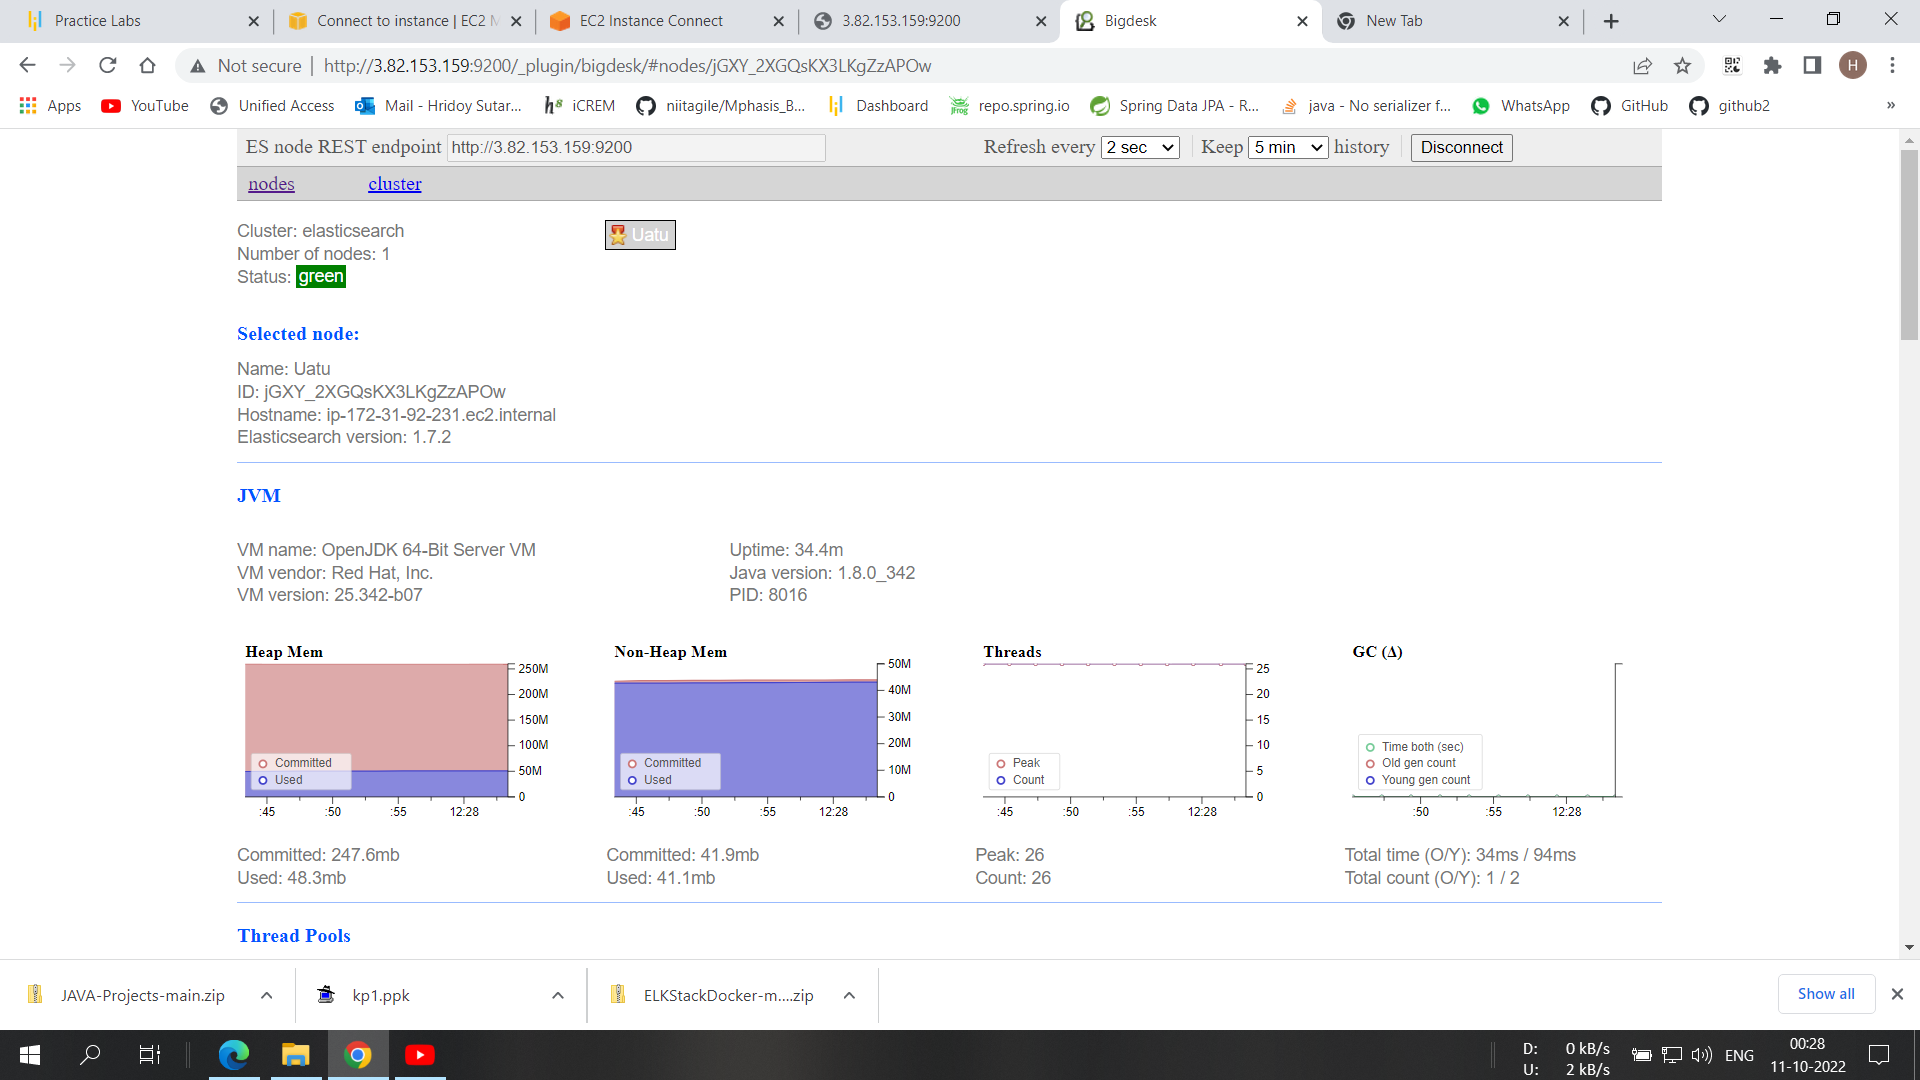 Practice Labs
Connect to instance | EC2 M
EC2 Instance Connect
3.82.153.159:9200
Bigdesk
New Tab
Not secure | http://3.82.153.159:9200/_plugin/bigdesk/#nodes/jGXY_2XGQsKX3LKgZzAPOw
H
Apps YouTube Unified Access Mail - Hridoy Sutar... iCREM niitagile/Mphasis_B... Dashboard repo.spring.io Spring Data JPA - R... java - No serializer f... WhatsApp GitHub github2 »
ES node REST endpoint http://3.82.153.159:9200 Refresh every 2 sec Keep 5 min history Disconnect
nodes cluster
Cluster: elasticsearch
Number of nodes: 1
Status: green
Uatu
Selected node:
Name: Uatu
ID: jGXY_2XGQsKX3LKgZzAPOw
Hostname: ip-172-31-92-231.ec2.internal
Elasticsearch version: 1.7.2
JVM
VM name: OpenJDK 64-Bit Server VM
VM vendor: Red Hat, Inc.
VM version: 25.342-b07
Uptime: 34.4m
Java version: 1.8.0_342
PID: 8016
Heap Mem
250M
200M
150M
100M
50M
0
Committed
Used
:45 :50 :55 12:28
Committed: 247.6mb
Used: 48.3mb
Non-Heap Mem
50M
40M
30M
20M
10M
0
Committed
Used
:45 :50 :55 12:28
Committed: 41.9mb
Used: 41.1mb
Threads
25
20
15
10
5
0
Peak
Count
:45 :50 :55 12:28
Peak: 26
Count: 26
GC (Δ)
Time both (sec)
Old gen count
Young gen count
:50 :55 12:28
Total time (O/Y): 34ms / 94ms
Total count (O/Y): 1 / 2
Thread Pools
JAVA-Projects-main.zip
kp1.ppk
ELKStackDocker-m....zip
Show all
D: 0 kB/s
U: 2 kB/s
ENG
00:28
11-10-2022